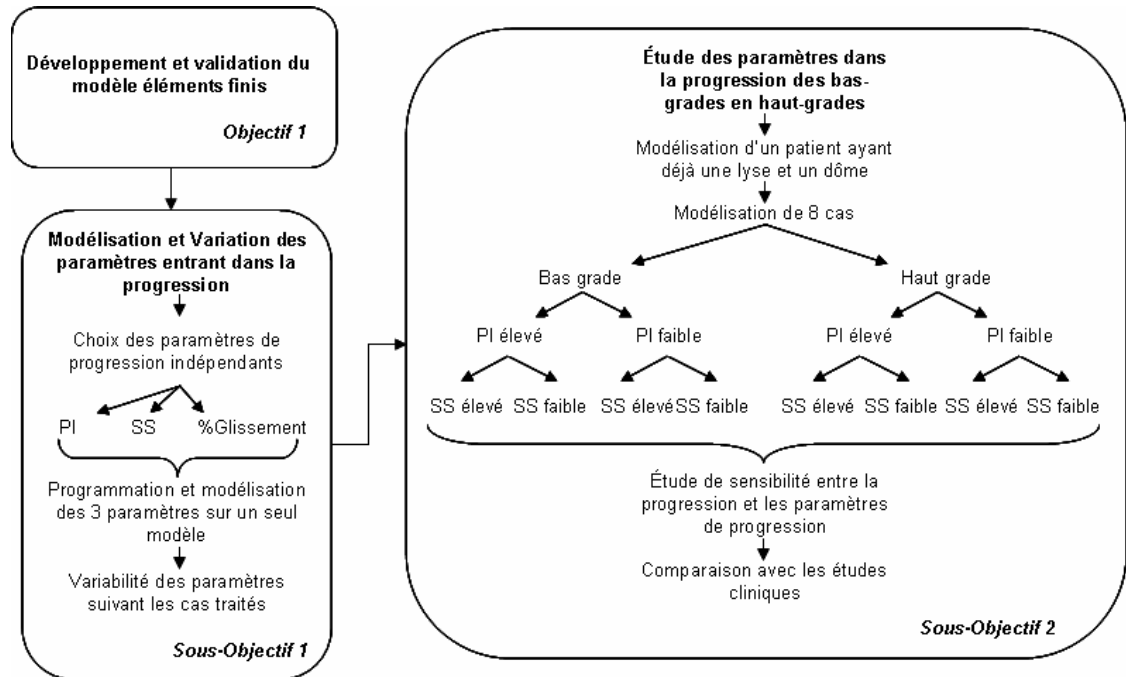 Développement et validation du
modèle éléments finis
Objectif 1
Modélisation et Variation des
paramètres entrant dans la
progression
Choix des paramètres de
progression indépendants
PI SS %Glissement
Programmation et modélisation
des 3 paramètres sur un seul
modèle
Variabilité des paramètres
suivant les cas traités
Sous-Objectif 1
Étude des paramètres dans
la progression des bas-
grades en haut-grades
Modélisation d'un patient ayant
déjà une lyse et un dôme
Modélisation de 8 cas
Bas grade Haut grade
PI élevé PI faible PI élevé PI faible
SS élevé SS faible SS élevé SS faible SS élevé SS faible SS élevé SS faible
Étude de sensibilité entre la
progression et les paramètres
de progression
Comparaison avec les études
cliniques
Sous-Objectif 2